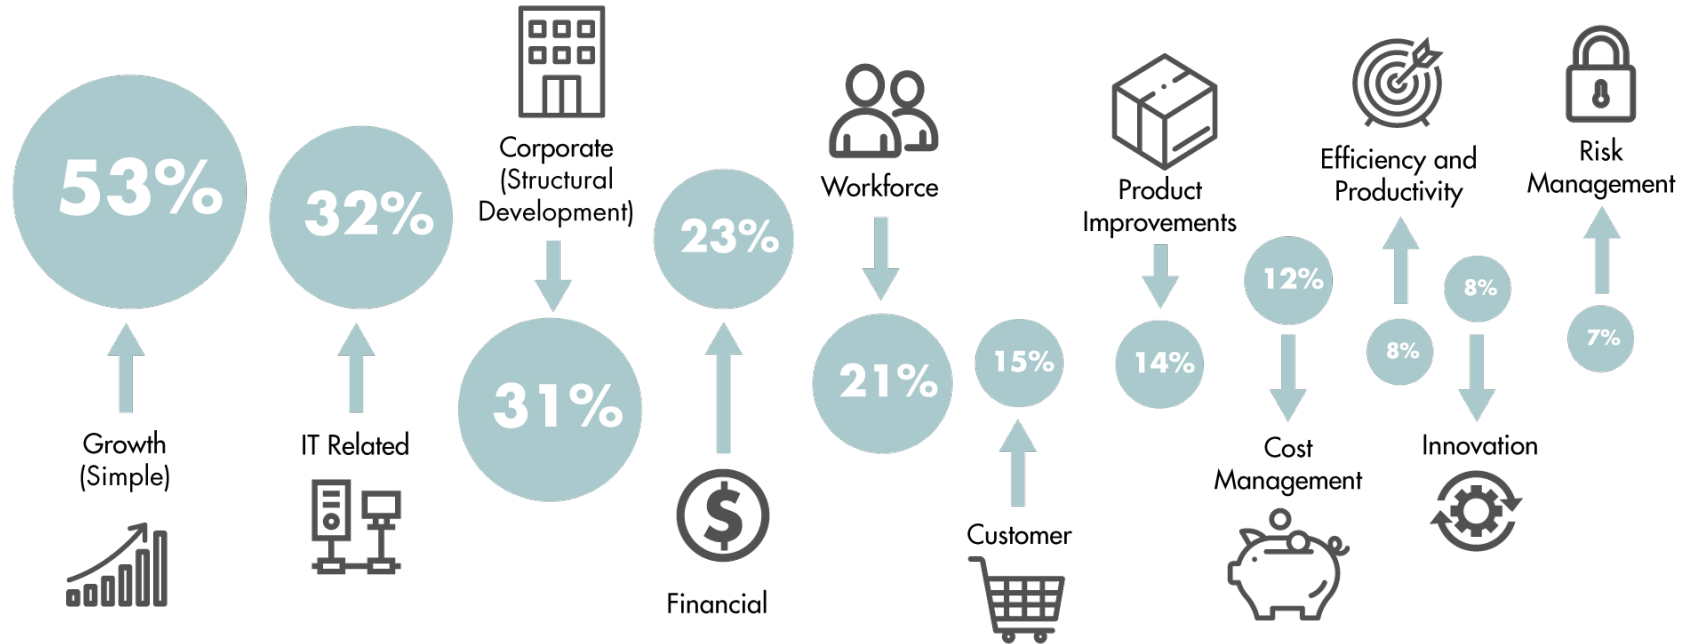 53%
Growth
(Simple)
32%
IT Related
Corporate
(Structural
Development)
31%
23%
$
Financial
Workforce
21%
15%
Customer
Product
Improvements
14%
12%
Cost
Management
Efficiency and
Productivity
8%
8%
Innovation
Risk
Management
7%